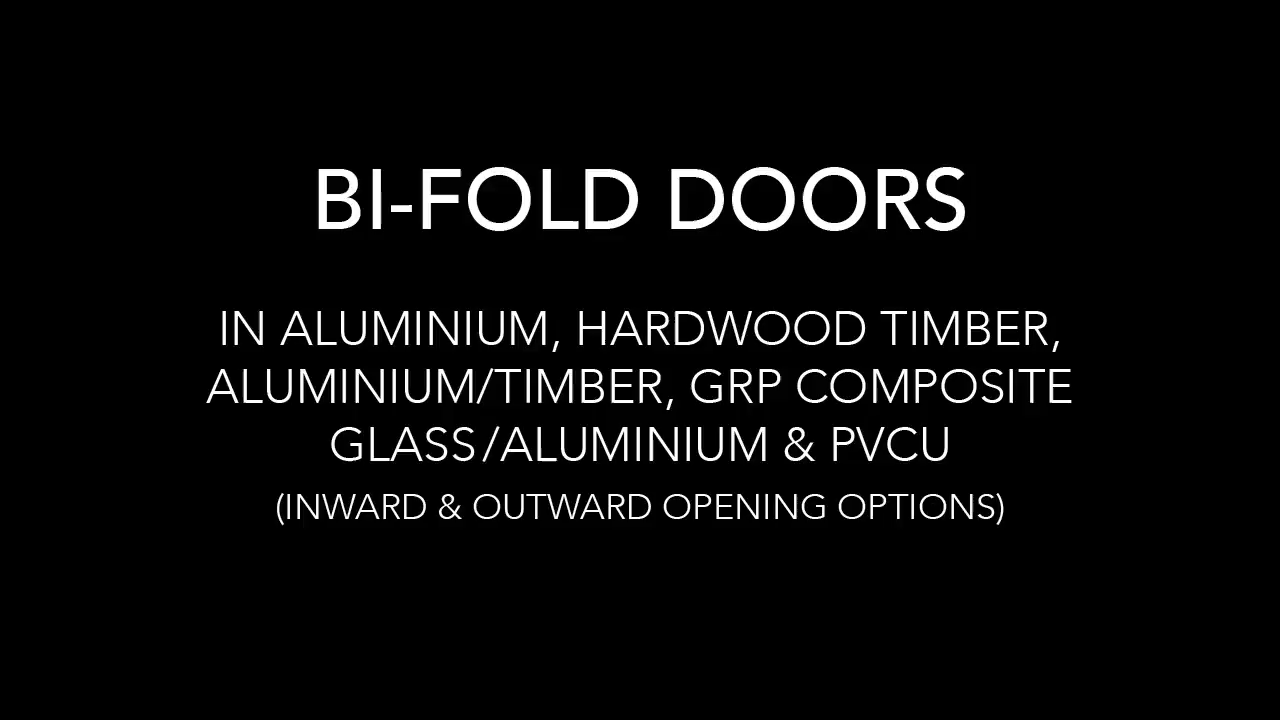 BI-FOLD DOORS
IN ALUMINIUM, HARDWOOD TIMBER,
ALUMINIUM/TIMBER, GRP COMPOSITE
GLASS/ALUMINIUM & PVCU
(INWARD & OUTWARD OPENING OPTIONS)